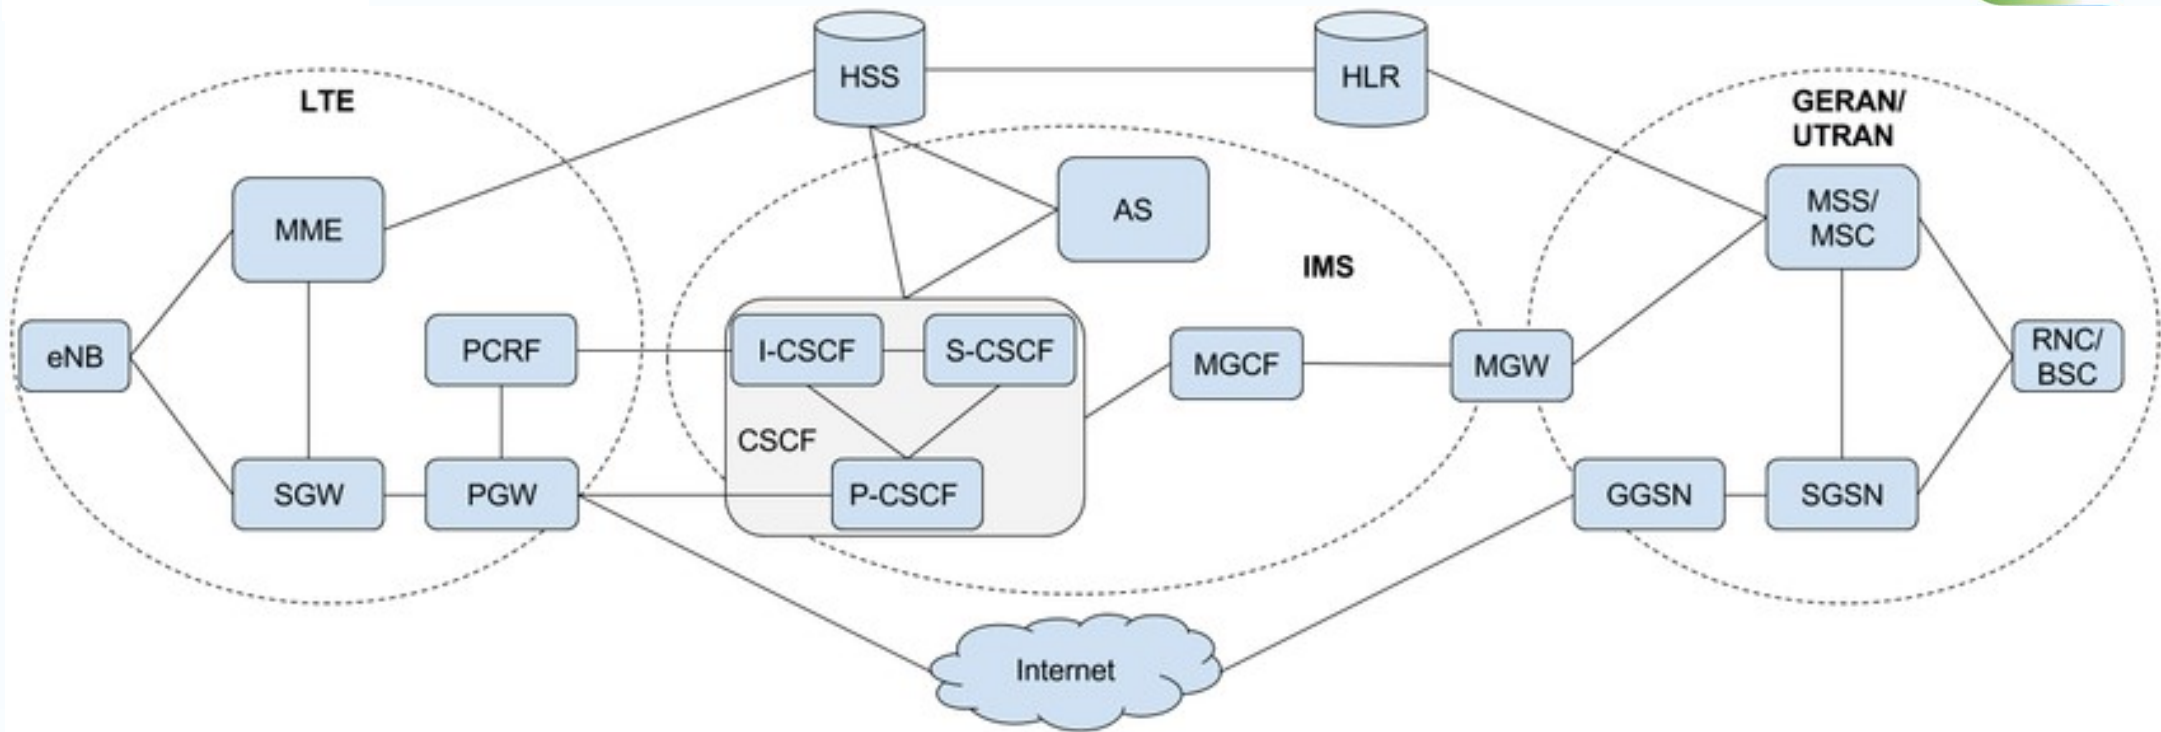 HSS
HLR
LTE
GERAN/
UTRAN
MME
AS
MSS/
MSC
IMS
eNB
PCRF
I-CSCF
S-CSCF
MGCF
MGW
RNC/
BSC
CSCF
SGW
PGW
P-CSCF
GGSN
SGSN
Internet